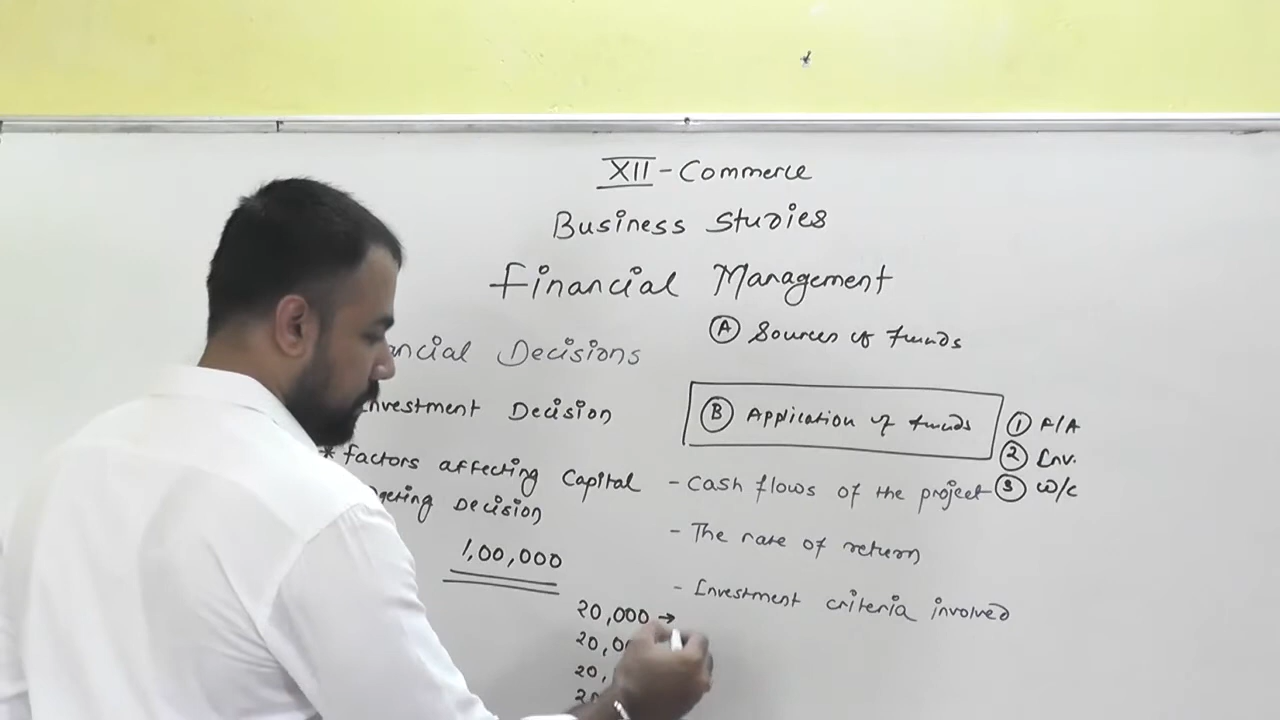 XII - Commerce
Business Studies
Financial Management
A Sources of funds
Decisions
Investment Decision
B Application of funds
1 F/A
2 Inv.
3 W/C
* Factors affecting Capital
Decision
- Cash flows of the project
- The rate of return
- Investment criteria involved
1,00,000
20,000 →